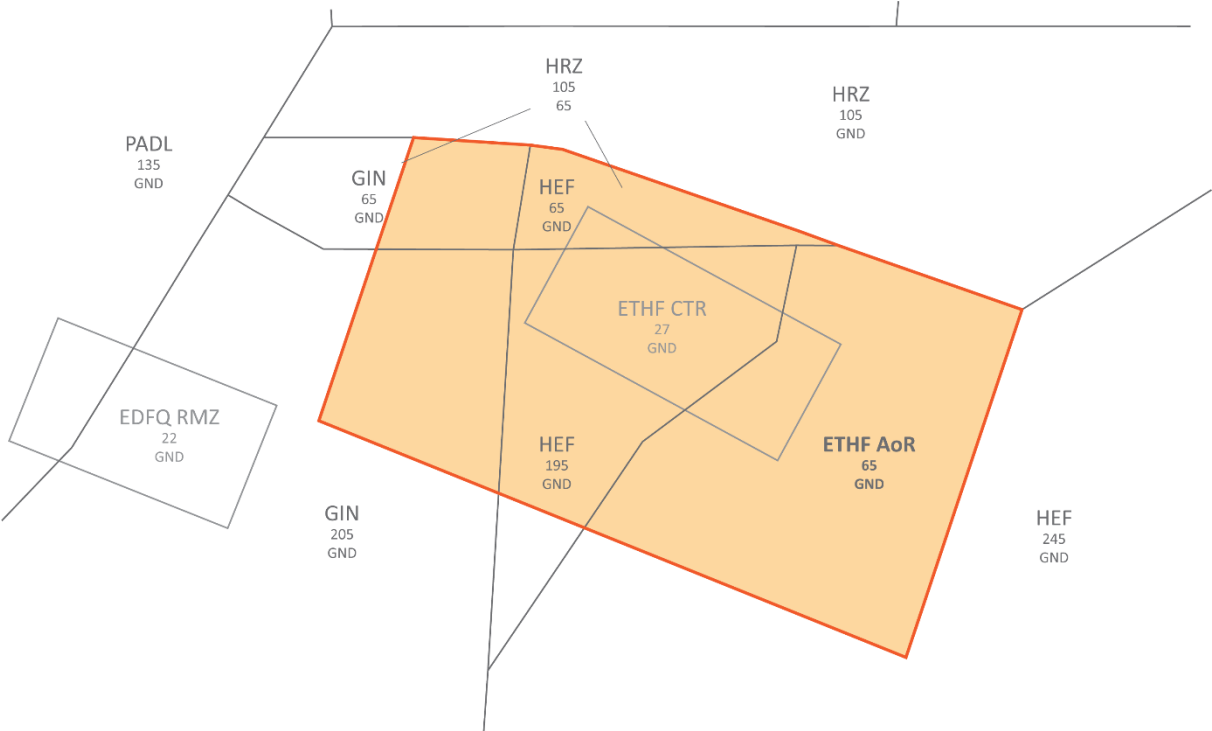 HRZ
105
65
HRZ
105
GND
PADL
135
GND
GIN
65
GND
HEF
65
GND
ETHF CTR
27
GND
EDFQ RMZ
22
GND
HEF
195
GND
ETHF AoR
65
GND
GIN
205
GND
HEF
245
GND